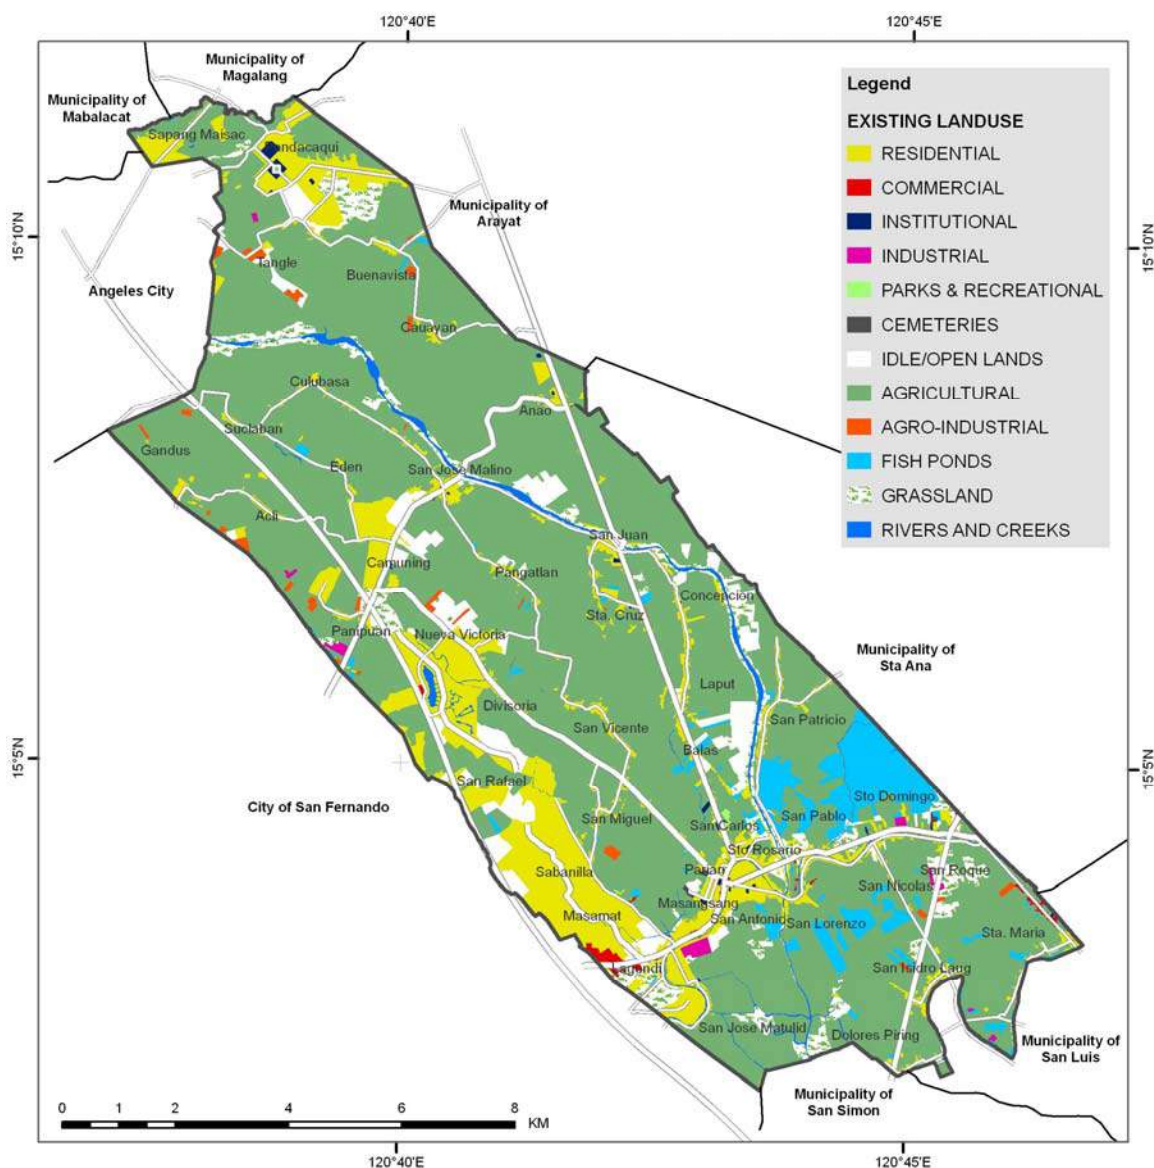 120°40'E
120°45'E
Municipality of
Magalang
Municipality of
Mabalacat
Sapang Maisac
Municipality of
Arayat
15°10'N
15°10'N
Tangle
Buenavista
Angeles City
Cauayan
Culubasa
Anao
Suclaban
Gandus
Eden
San Jose Malino
Acli
San Juan
Camuning
Pangatlan
Concepcion
Sta. Cruz
Pampuan
Nueva Victoria
Municipality of
Sta Ana
Laput
Divisoria
San Patricio
San Vicente
Balas
15°5'N
15°5'N
San Rafael
Sto Domingo
City of San Fernando
San Miguel
San Carlos
San Pablo
Sto Rosario
Sabanilla
Parian
San Roque
San Nicolas
Masangsang
Masamat
San Antonio
San Lorenzo
Sta. Maria
Lagundi
San Isidro Laug
San Jose Matulid
Dolores Piring
Municipality of
San Luis
Municipality of
San Simon
Legend
EXISTING LANDUSE
RESIDENTIAL
COMMERCIAL
INSTITUTIONAL
INDUSTRIAL
PARKS & RECREATIONAL
CEMETERIES
IDLE/OPEN LANDS
AGRICULTURAL
AGRO-INDUSTRIAL
FISH PONDS
GRASSLAND
RIVERS AND CREEKS
0 1 2 4 6 8
KM
120°40'E
120°45'E